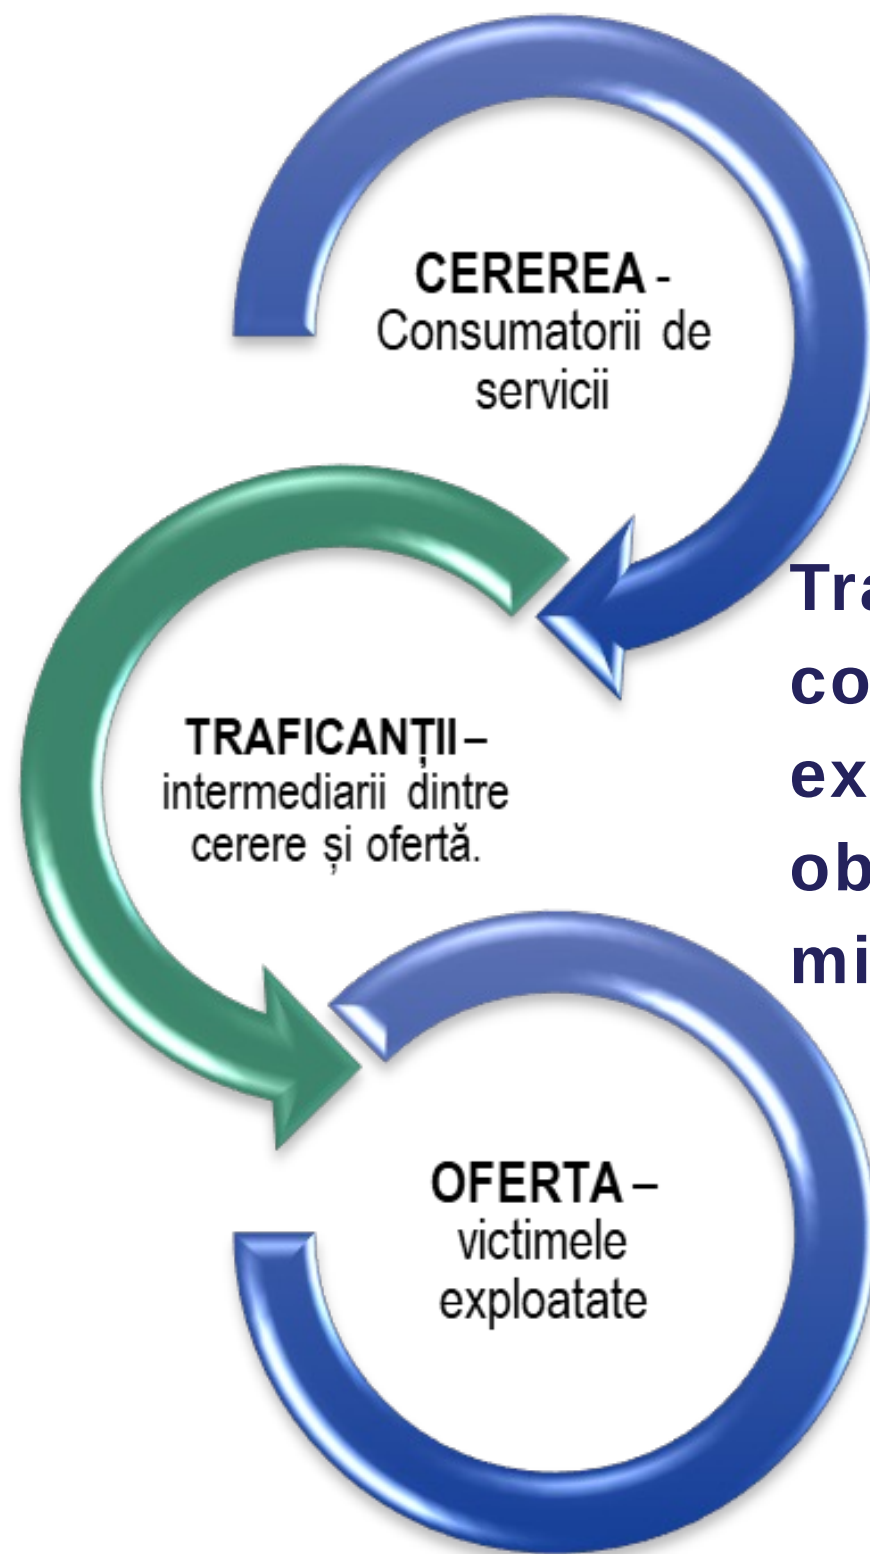 CEREREA -
Consumatorii de
servicii
TRAFICANȚII –
intermediarii dintre
cerere și ofertă.
OFERTA –
victimele
exploatate